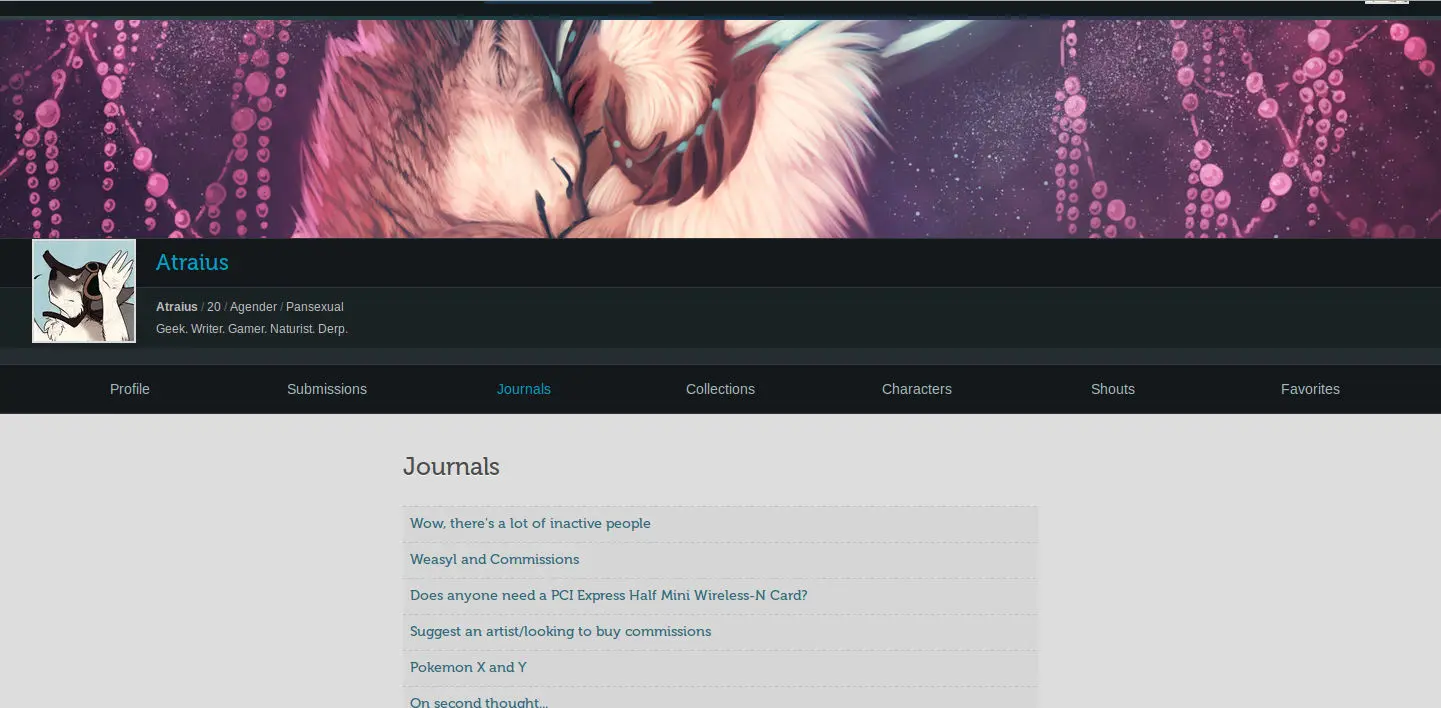 Atraius
Atraius / 20 / Agender / Pansexual
Geek. Writer. Gamer. Naturist. Derp.
Profile Submissions Journals Collections Characters Shouts Favorites
Journals
Wow, there's a lot of inactive people
Weasyl and Commissions
Does anyone need a PCI Express Half Mini Wireless-N Card?
Suggest an artist/looking to buy commissions
Pokemon X and Y
On second thought...